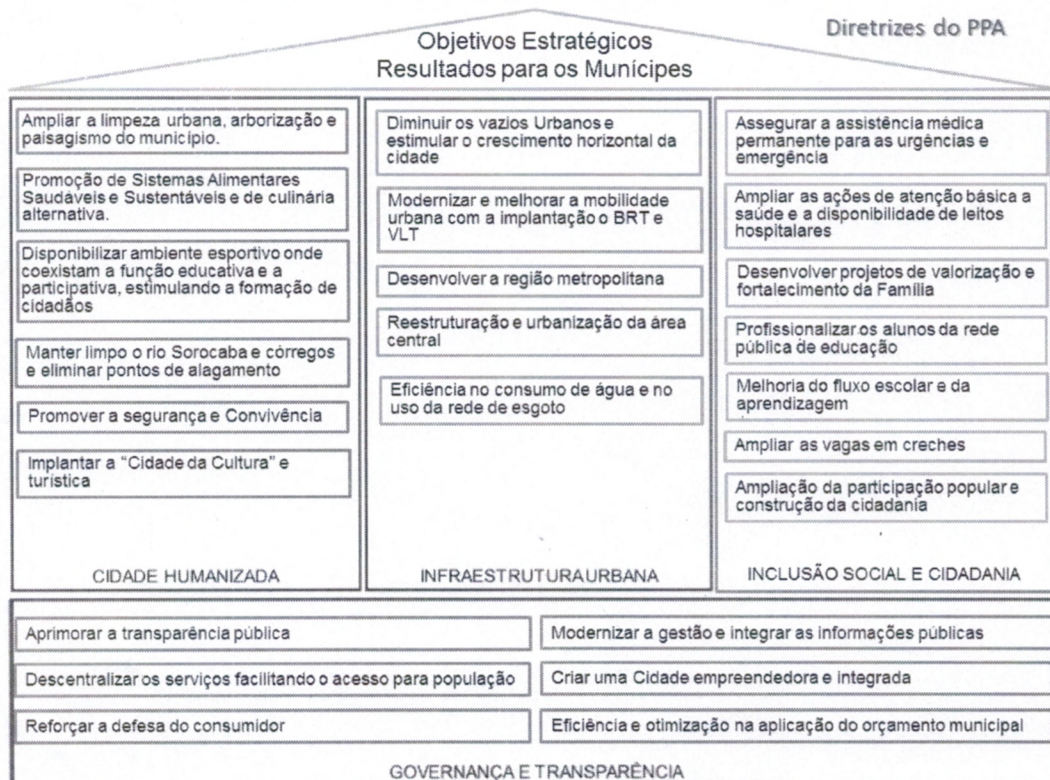 Diretrizes do PPA
Objetivos Estratégicos
Resultados para os Munícipes
Ampliar a limpeza urbana, arborização e
paisagismo do município.
Promoção de Sistemas Alimentares
Saudáveis e Sustentáveis e de culinária
alternativa.
Disponibilizar ambiente esportivo onde
coexistam a função educativa e a
participativa, estimulando a formação de
cidadãos
Manter limpo o rio Sorocaba e córregos
e eliminar pontos de alagamento
Promover a segurança e Convivência
Implantar a "Cidade da Cultura" e
turística
CIDADE HUMANIZADA
Diminuir os vazios Urbanos e
estimular o crescimento horizontal da
cidade
Modernizar e melhorar a mobilidade
urbana com a implantação o BRT e
VLT
Desenvolver a região metropolitana
Reestruturação e urbanização da área
central
Eficiência no consumo de água e no
uso da rede de esgoto
INFRAESTRUTURA URBANA
Assegurar a assistência médica
permanente para as urgências e
emergência
Ampliar as ações de atenção básica a
saúde e a disponibilidade de leitos
hospitalares
Desenvolver projetos de valorização e
fortalecimento da Família
Profissionalizar os alunos da rede
pública de educação
Melhoria do fluxo escolar e da
aprendizagem
Ampliar as vagas em creches
Ampliação da participação popular e
construção da cidadania
INCLUSÃO SOCIAL E CIDADANIA
Aprimorar a transparência pública
Modernizar a gestão e integrar as informações públicas
Descentralizar os serviços facilitando o acesso para população
Criar uma Cidade empreendedora e integrada
Reforçar a defesa do consumidor
Eficiência e otimização na aplicação do orçamento municipal
GOVERNANÇA E TRANSPARÊNCIA